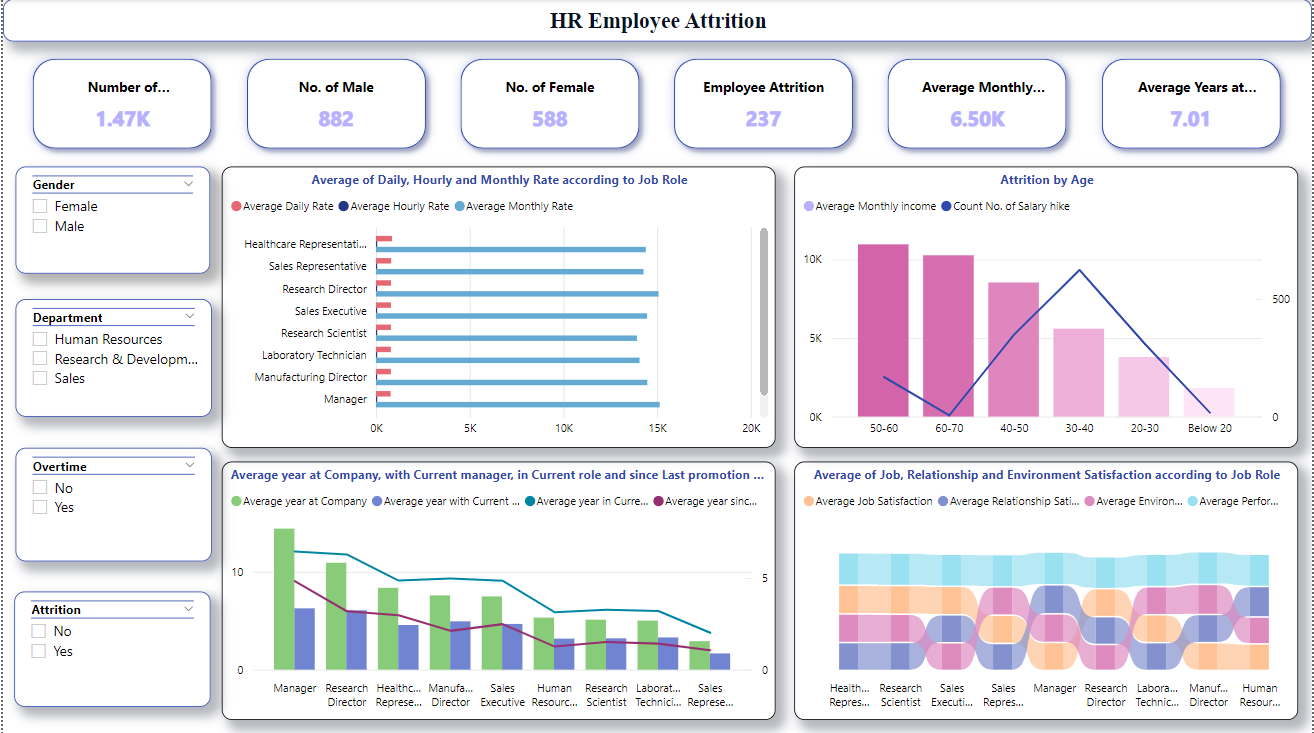 HR Employee Attrition
Number of...
1.47K
No. of Male
882
No. of Female
588
Employee Attrition
237
Average Monthly...
6.50K
Average Years at...
7.01
Gender
Female
Male
Department
Human Resources
Research & Developm...
Sales
Overtime
No
Yes
Attrition
No
Yes
Average of Daily, Hourly and Monthly Rate according to Job Role
Average Daily Rate Average Hourly Rate Average Monthly Rate
Healthcare Representati...
Sales Representative
Research Director
Sales Executive
Research Scientist
Laboratory Technician
Manufacturing Director
Manager
0K 5K 10K 15K 20K
Attrition by Age
Average Monthly income Count No. of Salary hike
10K
5K
0K
500
0
50-60 60-70 40-50 30-40 20-30 Below 20
Average year at Company, with Current manager, in Current role and since Last promotion ...
Average year at Company Average year with Current ... Average year in Curre... Average year sinc...
10
0
5
0
Manager Research Healthc... Manufa... Sales Human Research Laborat... Sales
Director Represe... Director Executive Resourc... Scientist Technici... Represe...
Average of Job, Relationship and Environment Satisfaction according to Job Role
Average Job Satisfaction Average Relationship Sati... Average Environ... Average Perfor...
Health... Research Sales Sales Manager Research Labora... Manuf... Human
Repres... Scientist Executi... Repres... Director Technic... Director Resour...